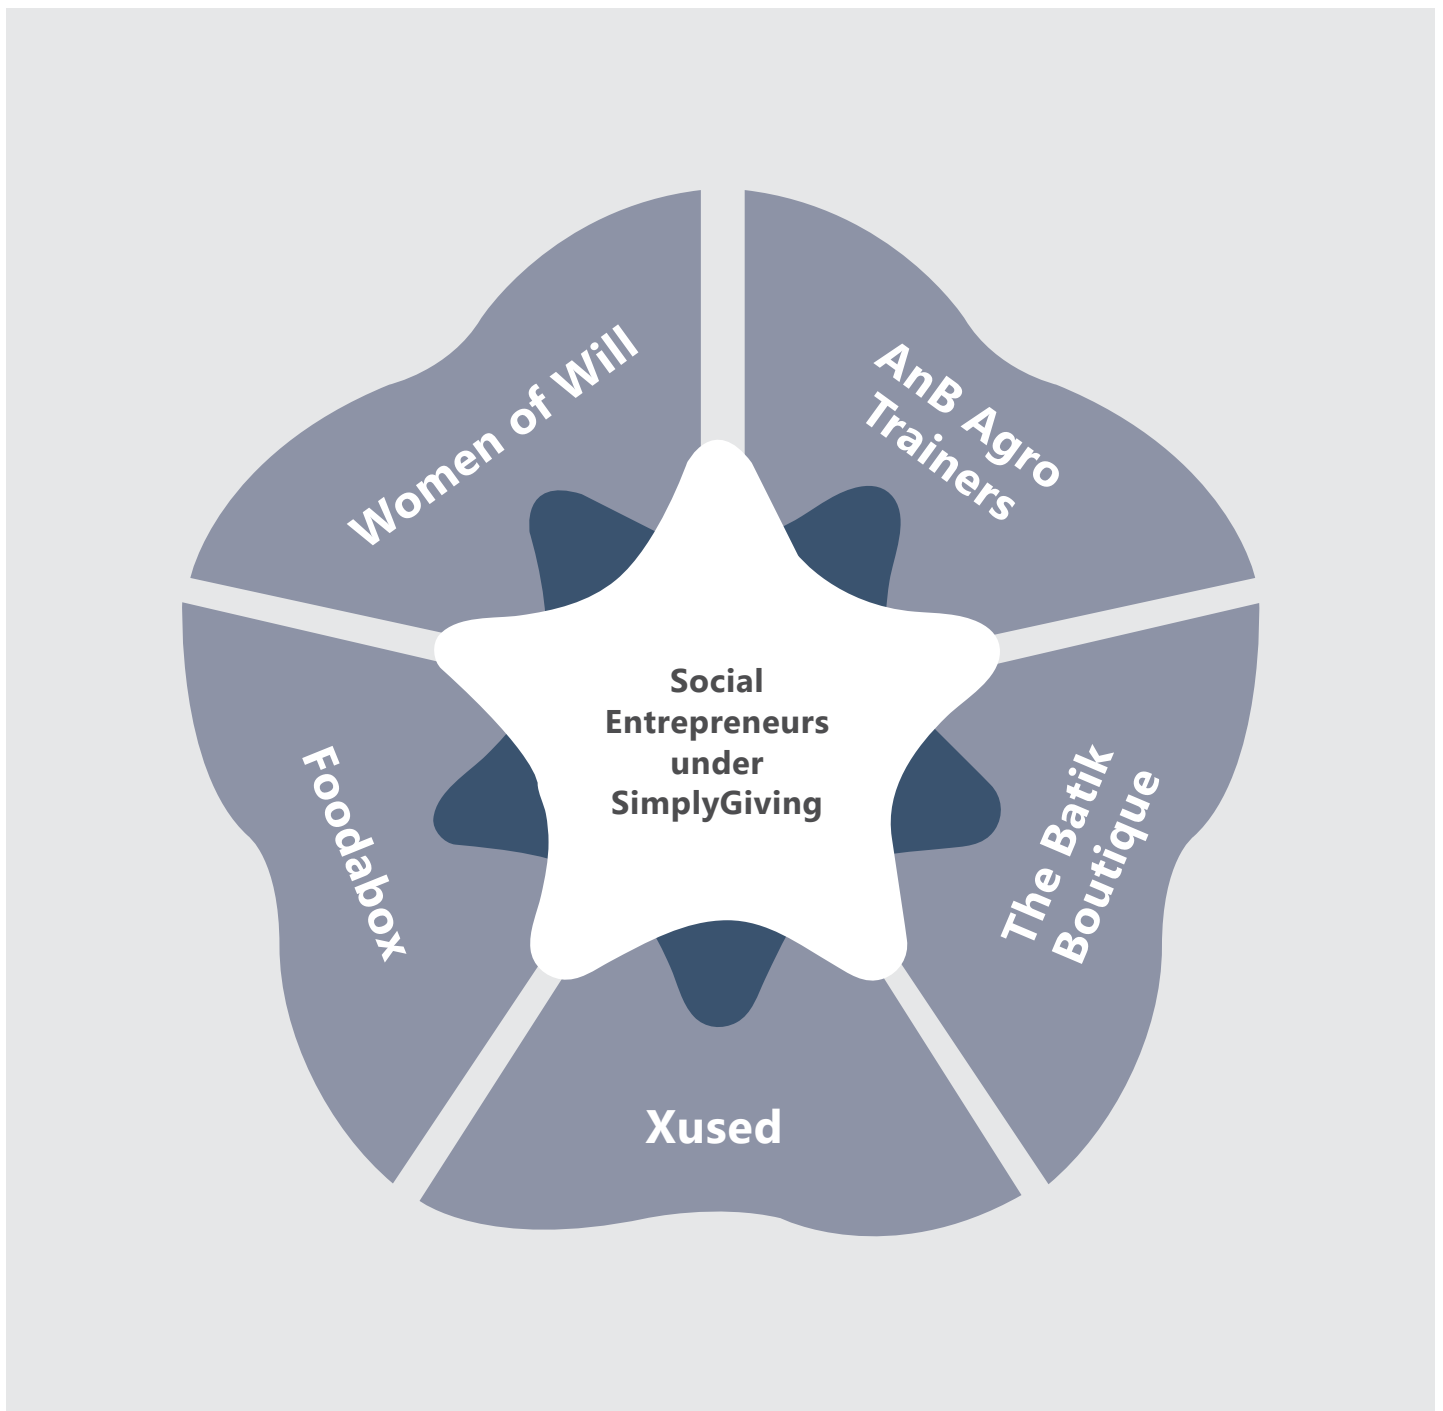 Women of Will
AnB Agro
Trainers
Social
Entrepreneurs
under
SimplyGiving
Foodabox
The Batik
Boutique
Xused